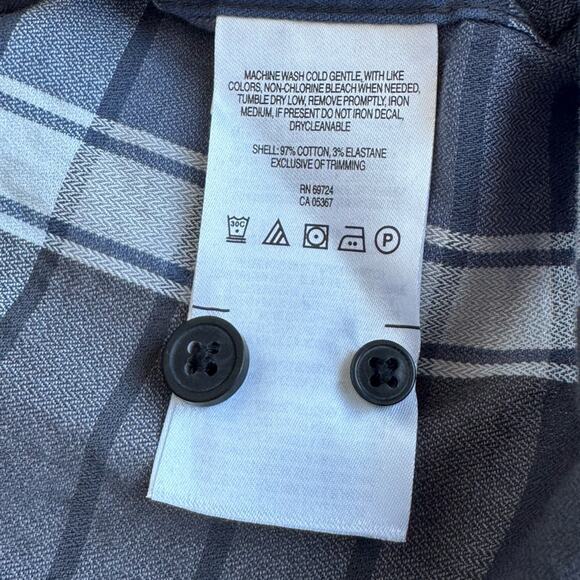 MACHINE WASH COLD GENTLE, WITH LIKE
COLORS, NON-CHLORINE BLEACH WHEN NEEDED,
TUMBLE DRY LOW, REMOVE PROMPTLY, IRON
MEDIUM, IF PRESENT DO NOT IRON DECAL,
DRYCLEANABLE
SHELL: 97% COTTON, 3% ELASTANE
EXCLUSIVE OF TRIMMING
RN 69724
CA 05367
30C P